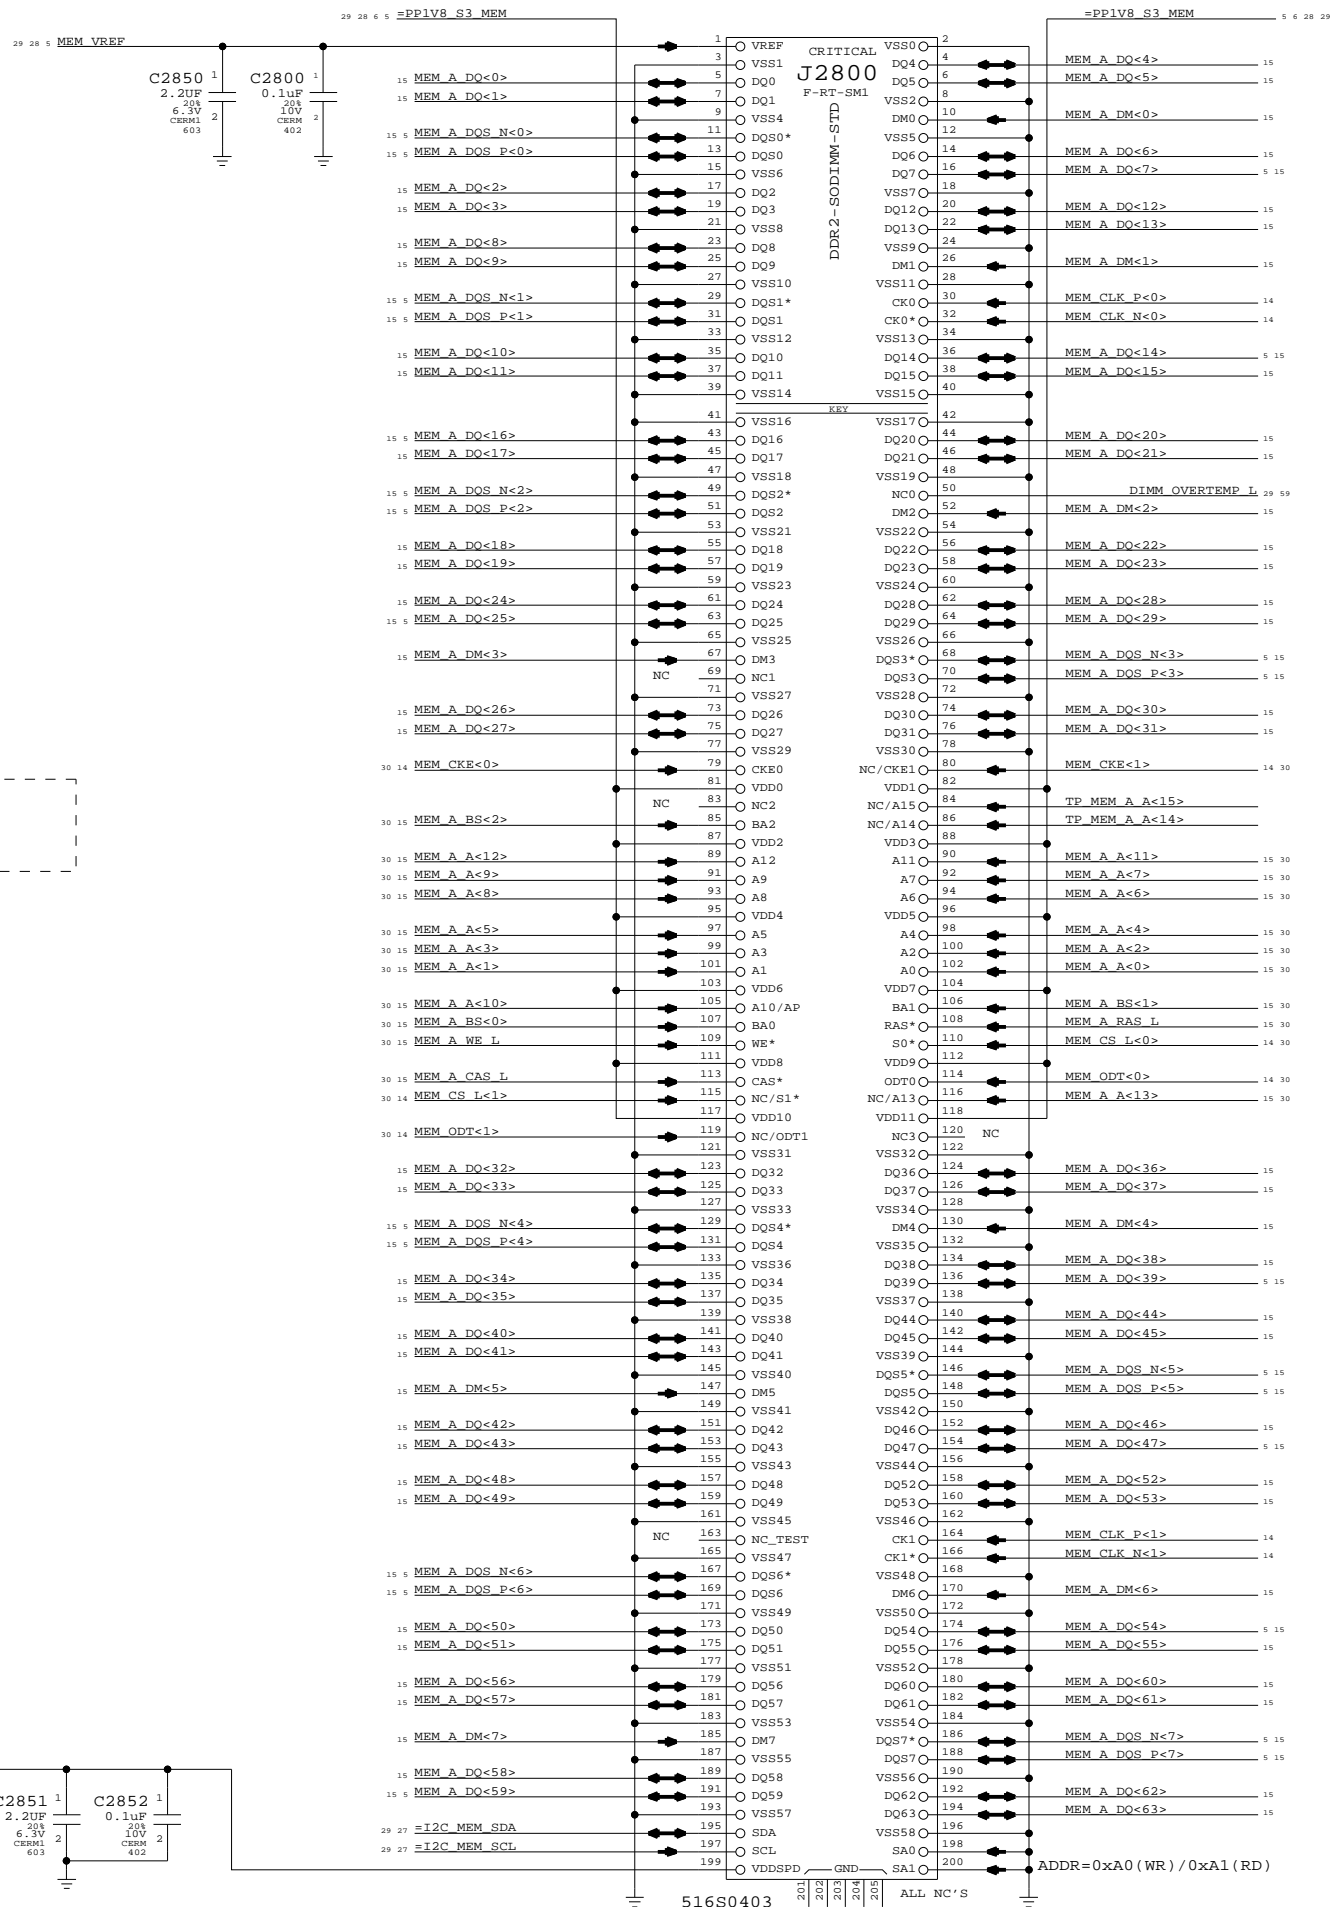 29 28 6 5 =PP1V8_S3_MEM
=PP1V8_S3_MEM 5 6 28 29
29 28 5 MEM_VREF 1 VREF VSS0 2
CRITICAL
J2800
F-RT-SM1
DDR2-SODIMM-STD
C2850 1
2.2UF
20%
6.3V 2
CERM1
603
C2800 1
0.1uF
20%
10V 2
CERM
402
3 VSS1 DQ4 4 MEM_A_DQ<4> 15
15 MEM_A_DQ<0> 5 DQ0 DQ5 6 MEM_A_DQ<5> 15
15 MEM_A_DQ<1> 7 DQ1 VSS2 8
9 VSS4 DM0 10 MEM_A_DM<0> 15
15 5 MEM_A_DQS_N<0> 11 DQS0* VSS5 12
15 5 MEM_A_DQS_P<0> 13 DQS0 DQ6 14 MEM_A_DQ<6> 15
15 VSS6 DQ7 16 MEM_A_DQ<7> 5 15
15 MEM_A_DQ<2> 17 DQ2 VSS7 18
15 MEM_A_DQ<3> 19 DQ3 DQ12 20 MEM_A_DQ<12> 15
21 VSS8 DQ13 22 MEM_A_DQ<13> 15
15 MEM_A_DQ<8> 23 DQ8 VSS9 24
15 MEM_A_DQ<9> 25 DQ9 DM1 26 MEM_A_DM<1> 15
27 VSS10 VSS11 28
15 5 MEM_A_DQS_N<1> 29 DQS1* CK0 30 MEM_CLK_P<0> 14
15 5 MEM_A_DQS_P<1> 31 DQS1 CK0* 32 MEM_CLK_N<0> 14
33 VSS12 VSS13 34
15 MEM_A_DQ<10> 35 DQ10 DQ14 36 MEM_A_DQ<14> 5 15
15 MEM_A_DQ<11> 37 DQ11 DQ15 38 MEM_A_DQ<15> 15
39 VSS14 VSS15 40
KEY
41 VSS16 VSS17 42
15 5 MEM_A_DQ<16> 43 DQ16 DQ20 44 MEM_A_DQ<20> 15
15 MEM_A_DQ<17> 45 DQ17 DQ21 46 MEM_A_DQ<21> 15
47 VSS18 VSS19 48
15 5 MEM_A_DQS_N<2> 49 DQS2* NC0 50 DIMM_OVERTEMP_L 29 59
15 5 MEM_A_DQS_P<2> 51 DQS2 DM2 52 MEM_A_DM<2> 15
53 VSS21 VSS22 54
15 MEM_A_DQ<18> 55 DQ18 DQ22 56 MEM_A_DQ<22> 15
15 MEM_A_DQ<19> 57 DQ19 DQ23 58 MEM_A_DQ<23> 15
59 VSS23 VSS24 60
15 MEM_A_DQ<24> 61 DQ24 DQ28 62 MEM_A_DQ<28> 15
15 5 MEM_A_DQ<25> 63 DQ25 DQ29 64 MEM_A_DQ<29> 15
65 VSS25 VSS26 66
15 MEM_A_DM<3> 67 DM3 DQS3* 68 MEM_A_DQS_N<3> 5 15
NC 69 NC1 DQS3 70 MEM_A_DQS_P<3> 5 15
71 VSS27 VSS28 72
15 MEM_A_DQ<26> 73 DQ26 DQ30 74 MEM_A_DQ<30> 15
15 MEM_A_DQ<27> 75 DQ27 DQ31 76 MEM_A_DQ<31> 15
77 VSS29 VSS30 78
30 14 MEM_CKE<0> 79 CKE0 NC/CKE1 80 MEM_CKE<1> 14 30
81 VDD0 VDD1 82
NC 83 NC2 NC/A15 84 TP_MEM_A_A<15>
30 15 MEM_A_BS<2> 85 BA2 NC/A14 86 TP_MEM_A_A<14>
87 VDD2 VDD3 88
30 15 MEM_A_A<12> 89 A12 A11 90 MEM_A_A<11> 15 30
30 15 MEM_A_A<9> 91 A9 A7 92 MEM_A_A<7> 15 30
30 15 MEM_A_A<8> 93 A8 A6 94 MEM_A_A<6> 15 30
95 VDD4 VDD5 96
30 15 MEM_A_A<5> 97 A5 A4 98 MEM_A_A<4> 15 30
30 15 MEM_A_A<3> 99 A3 A2 100 MEM_A_A<2> 15 30
30 15 MEM_A_A<1> 101 A1 A0 102 MEM_A_A<0> 15 30
103 VDD6 VDD7 104
30 15 MEM_A_A<10> 105 A10/AP BA1 106 MEM_A_BS<1> 15 30
30 15 MEM_A_BS<0> 107 BA0 RAS* 108 MEM_A_RAS_L 15 30
30 15 MEM_A_WE_L 109 WE* S0* 110 MEM_CS_L<0> 14 30
111 VDD8 VDD9 112
30 15 MEM_A_CAS_L 113 CAS* ODT0 114 MEM_ODT<0> 14 30
30 14 MEM_CS_L<1> 115 NC/S1* NC/A13 116 MEM_A_A<13> 15 30
117 VDD10 VDD11 118
30 14 MEM_ODT<1> 119 NC/ODT1 NC3 120 NC
121 VSS31 VSS32 122
15 MEM_A_DQ<32> 123 DQ32 DQ36 124 MEM_A_DQ<36> 15
15 MEM_A_DQ<33> 125 DQ33 DQ37 126 MEM_A_DQ<37> 15
127 VSS33 VSS34 128
15 5 MEM_A_DQS_N<4> 129 DQS4* DM4 130 MEM_A_DM<4> 15
15 5 MEM_A_DQS_P<4> 131 DQS4 VSS35 132
133 VSS36 DQ38 134 MEM_A_DQ<38> 15
15 MEM_A_DQ<34> 135 DQ34 DQ39 136 MEM_A_DQ<39> 5 15
15 MEM_A_DQ<35> 137 DQ35 VSS37 138
139 VSS38 DQ44 140 MEM_A_DQ<44> 15
15 MEM_A_DQ<40> 141 DQ40 DQ45 142 MEM_A_DQ<45> 15
15 MEM_A_DQ<41> 143 DQ41 VSS39 144
145 VSS40 DQS5* 146 MEM_A_DQS_N<5> 5 15
15 MEM_A_DM<5> 147 DM5 DQS5 148 MEM_A_DQS_P<5> 5 15
149 VSS41 VSS42 150
15 MEM_A_DQ<42> 151 DQ42 DQ46 152 MEM_A_DQ<46> 15
15 MEM_A_DQ<43> 153 DQ43 DQ47 154 MEM_A_DQ<47> 5 15
155 VSS43 VSS44 156
15 MEM_A_DQ<48> 157 DQ48 DQ52 158 MEM_A_DQ<52> 15
15 MEM_A_DQ<49> 159 DQ49 DQ53 160 MEM_A_DQ<53> 15
161 VSS45 VSS46 162
NC 163 NC_TEST CK1 164 MEM_CLK_P<1> 14
165 VSS47 CK1* 166 MEM_CLK_N<1> 14
15 5 MEM_A_DQS_N<6> 167 DQS6* VSS48 168
15 5 MEM_A_DQS_P<6> 169 DQS6 DM6 170 MEM_A_DM<6> 15
171 VSS49 VSS50 172
15 MEM_A_DQ<50> 173 DQ50 DQ54 174 MEM_A_DQ<54> 5 15
15 MEM_A_DQ<51> 175 DQ51 DQ55 176 MEM_A_DQ<55> 15
177 VSS51 VSS52 178
15 MEM_A_DQ<56> 179 DQ56 DQ60 180 MEM_A_DQ<60> 15
15 MEM_A_DQ<57> 181 DQ57 DQ61 182 MEM_A_DQ<61> 15
183 VSS53 VSS54 184
15 MEM_A_DM<7> 185 DM7 DQS7* 186 MEM_A_DQS_N<7> 5 15
187 VSS55 DQS7 188 MEM_A_DQS_P<7> 5 15
15 MEM_A_DQ<58> 189 DQ58 VSS56 190
15 5 MEM_A_DQ<59> 191 DQ59 DQ62 192 MEM_A_DQ<62> 15
193 VSS57 DQ63 194 MEM_A_DQ<63> 15
29 27 =I2C_MEM_SDA 195 SDA VSS58 196
29 27 =I2C_MEM_SCL 197 SCL SA0 198
199 VDDSPD GND SA1 200 ADDR=0xA0(WR)/0xA1(RD)
C2851 1
2.2UF
20%
6.3V 2
CERM1
603
C2852 1
0.1uF
20%
10V 2
CERM
402
516S0403 201 202 203 204 205 ALL NC'S